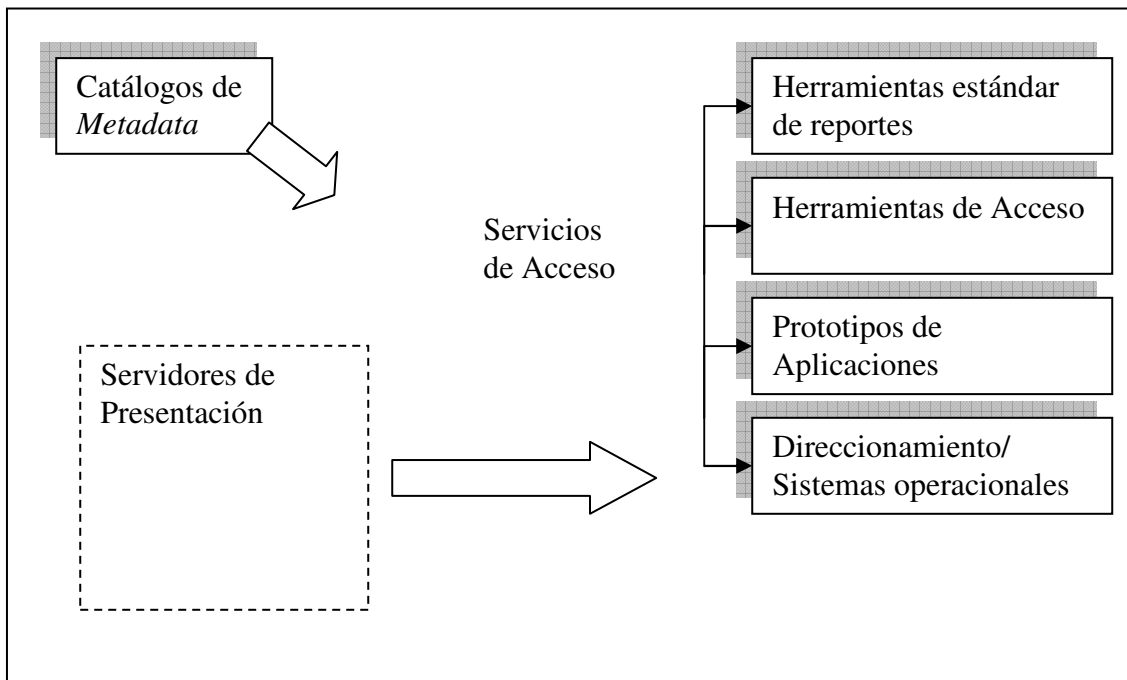 Catálogos de
Metadata
Servicios
de Acceso
Servidores de
Presentación
Herramientas estándar
de reportes
Herramientas de Acceso
Prototipos de
Aplicaciones
Direccionamiento/
Sistemas operacionales